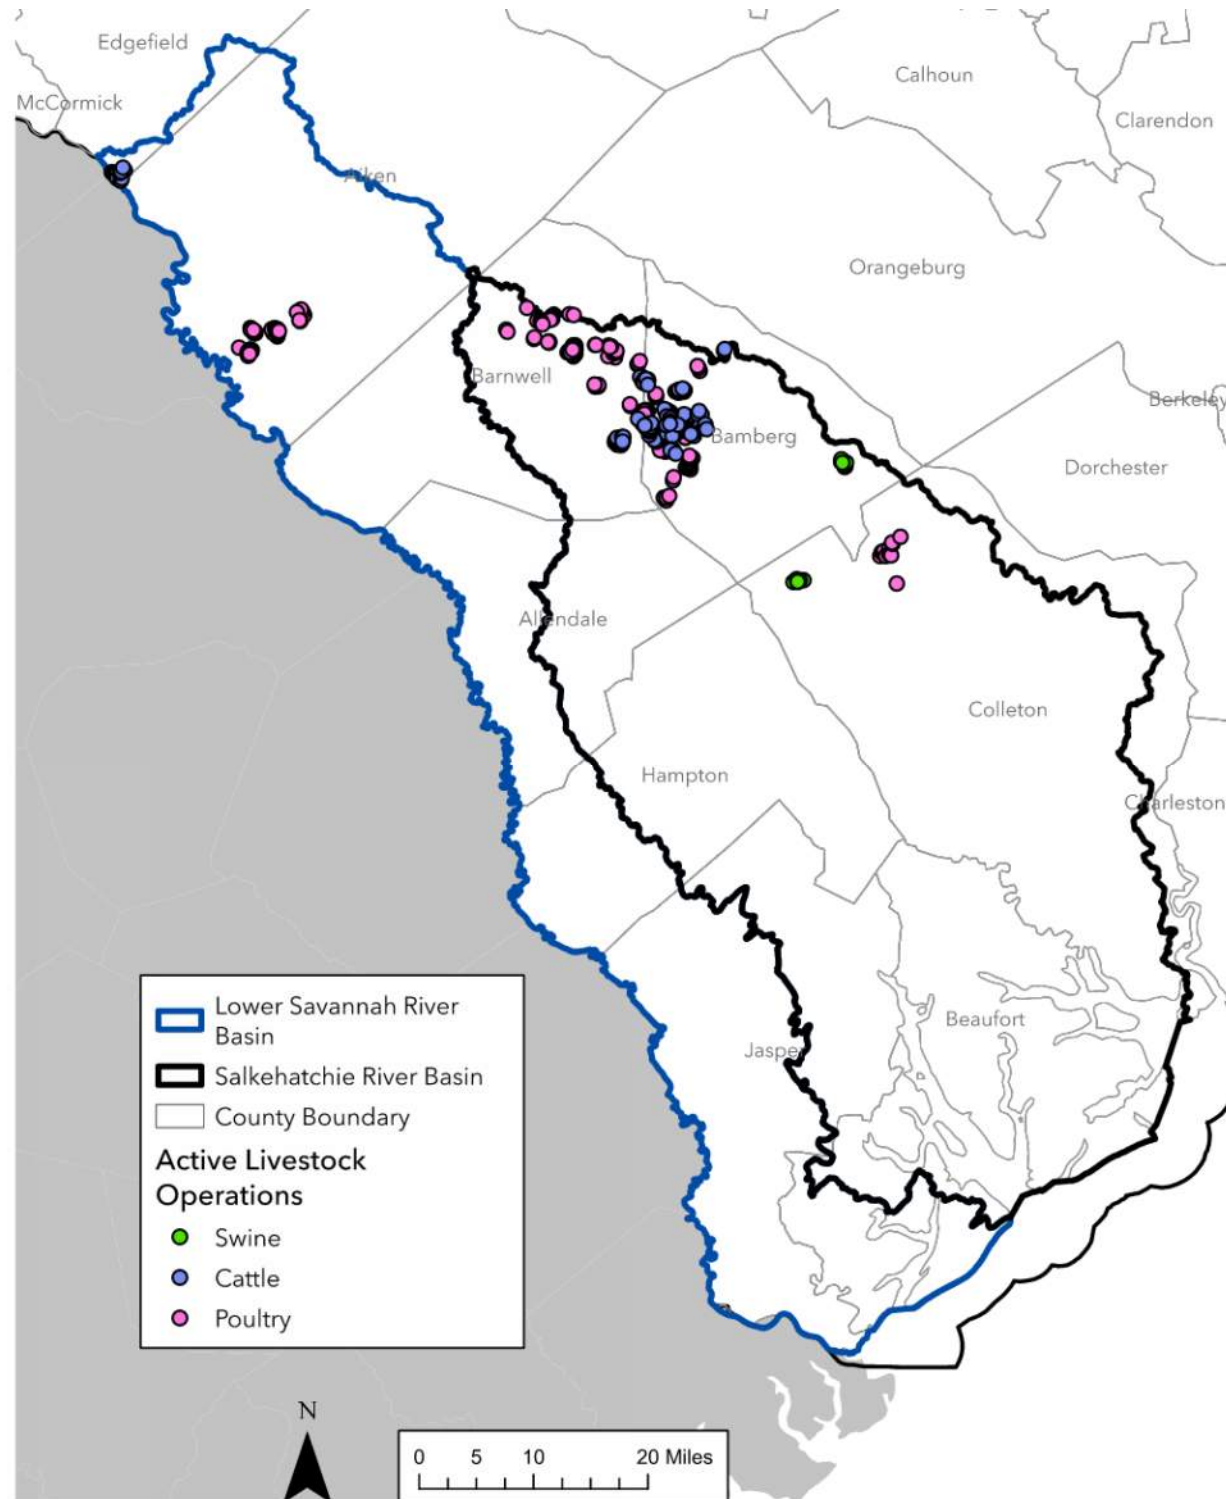 Edgefield
McCormick
Calhoun
Clarendon
Aiken
Orangeburg
Barnwell
Berkeley
Bamberg
Dorchester
Allendale
Colleton
Hampton
Charleston
Beaufort
Jasper
Lower Savannah River
Basin
Salkehatchie River Basin
County Boundary
Active Livestock
Operations
Swine
Cattle
Poultry
N
0 5 10 20 Miles